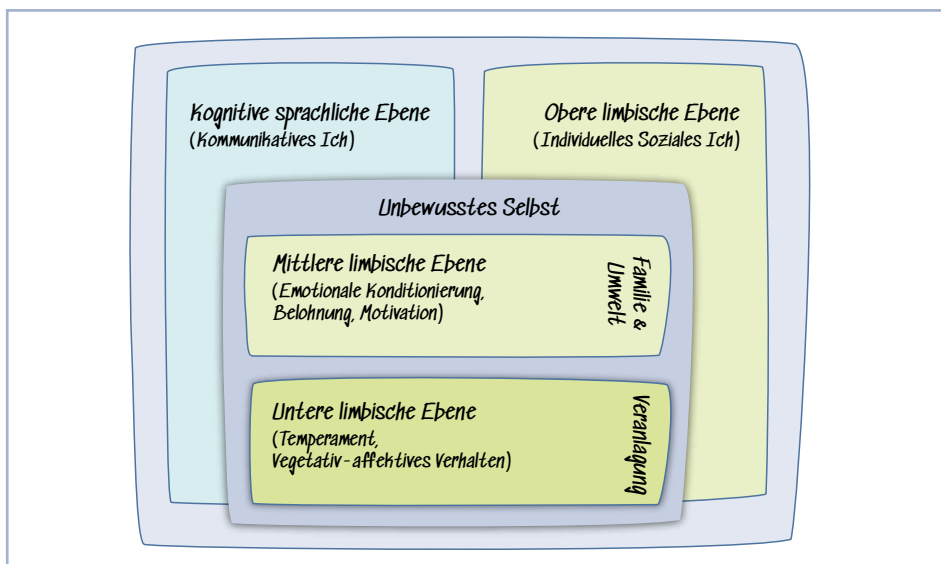 Kognitive sprachliche Ebene
(Kommunikatives Ich)
Obere limbische Ebene
(Individuelles Soziales Ich)
Unbewusstes Selbst
Mittlere limbische Ebene
(Emotionale Konditionierung,
Belohnung, Motivation)
Familie &
Umwelt
Untere limbische Ebene
(Temperament,
Vegetativ-affektives Verhalten)
Veranlagung